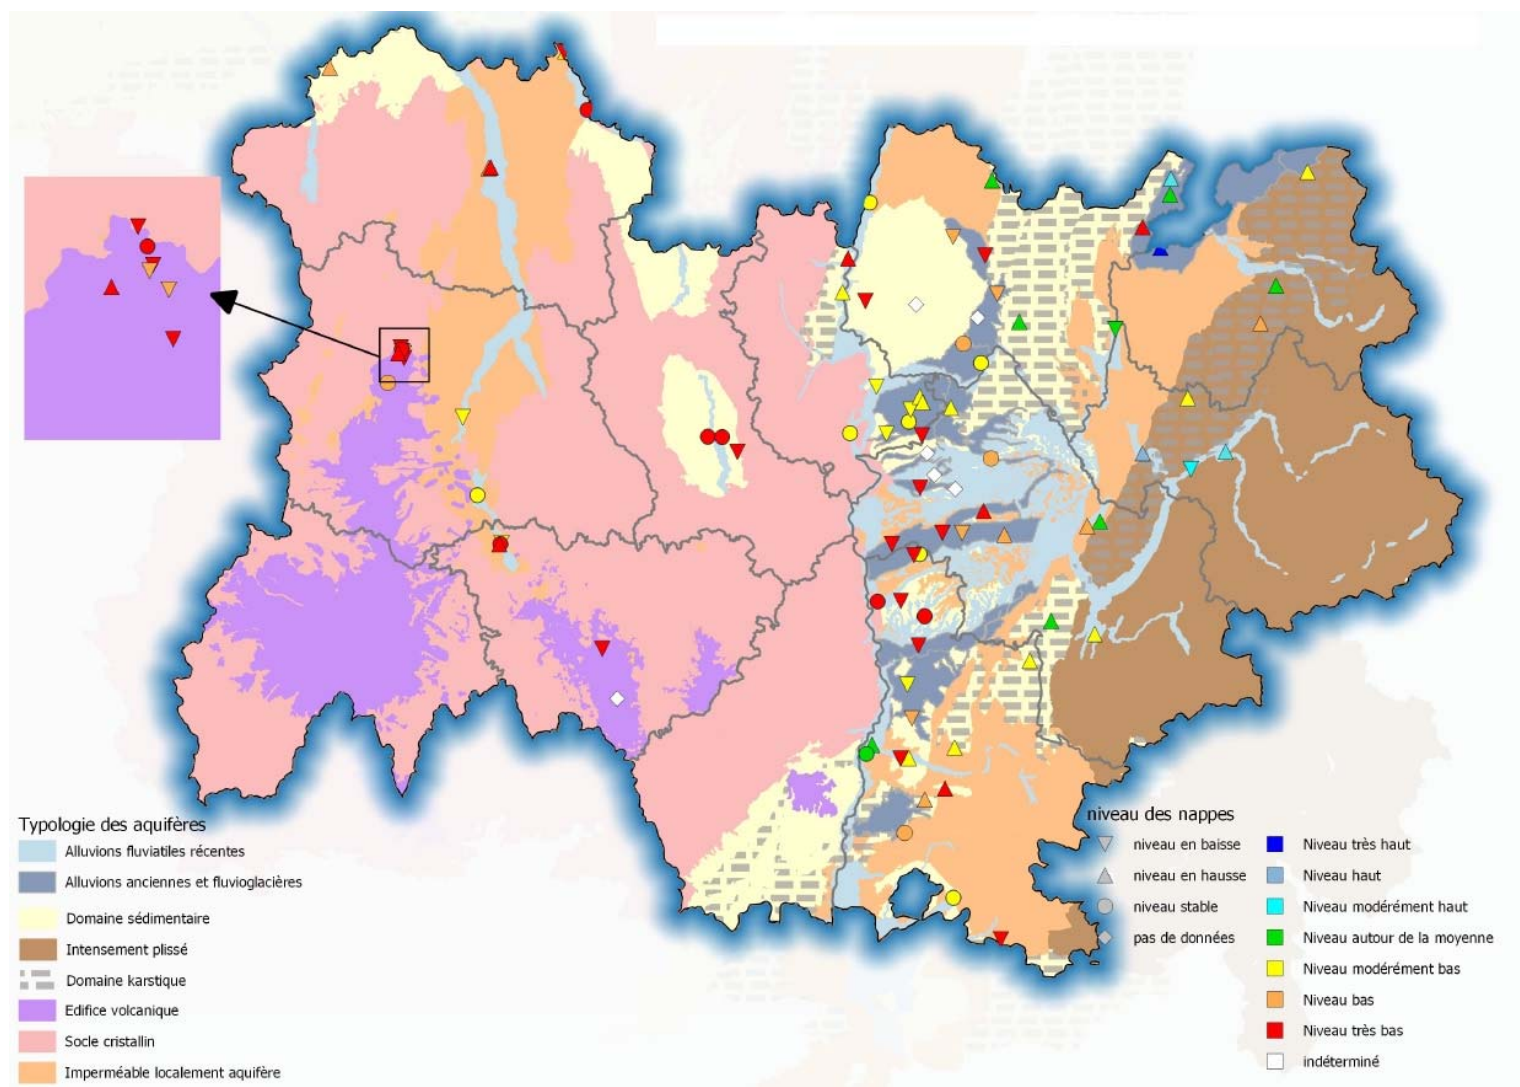 Typologie des aquifères
Alluvions fluviatiles récentes
Alluvions anciennes et fluvioglacières
Domaine sédimentaire
Intensement plissé
Domaine karstique
Edifice volcanique
Socle cristallin
Imperméable localement aquifère
niveau des nappes
niveau en baisse
niveau en hausse
niveau stable
pas de données
Niveau très haut
Niveau haut
Niveau modérément haut
Niveau autour de la moyenne
Niveau modérément bas
Niveau bas
Niveau très bas
indéterminé